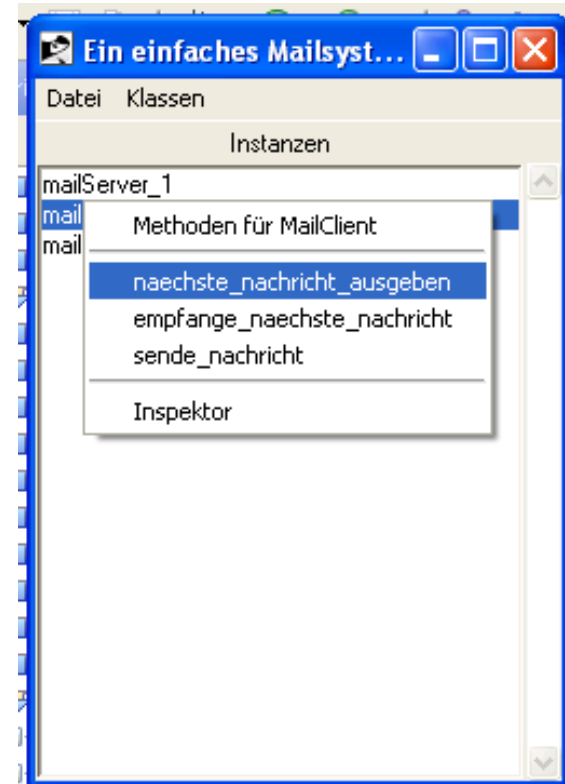 Ein einfaches Mailsyst...
Datei Klassen
Instanzen
mailServer_1
mail
mail
Methoden für MailClient
naechste_nachricht_ausgeben
empfange_naechste_nachricht
sende_nachricht
Inspektor